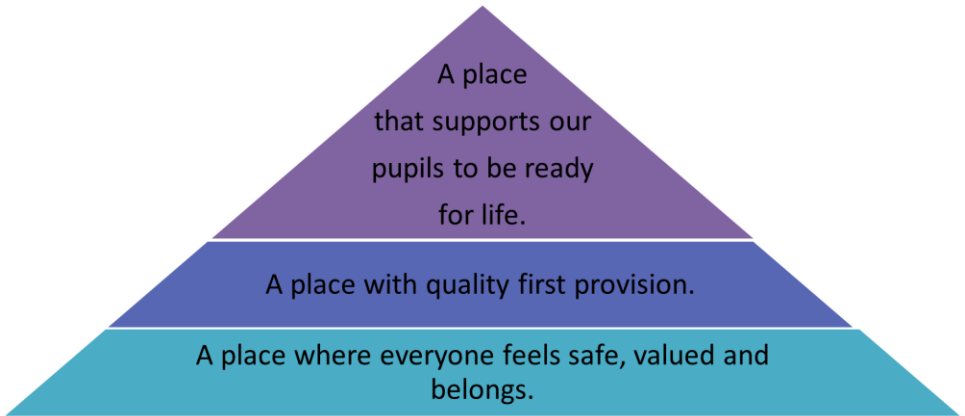 A place
that supports our
pupils to be ready
for life.
A place with quality first provision.
A place where everyone feels safe, valued and
belongs.